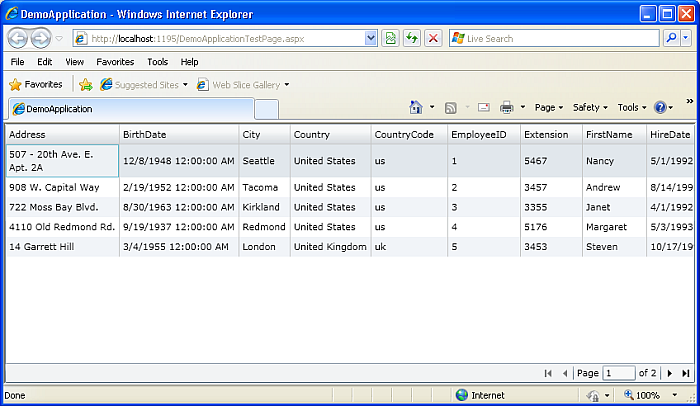 DemoApplication - Windows Internet Explorer
http://localhost:1195/DemoApplicationTestPage.aspx Live Search
File Edit View Favorites Tools Help
Favorites Suggested Sites Web Slice Gallery
DemoApplication Page Safety Tools »
Address BirthDate City Country CountryCode EmployeeID Extension FirstName HireDate
507 - 20th Ave. E.
Apt. 2A 12/8/1948 12:00:00 AM Seattle United States us 1 5467 Nancy 5/1/1992
908 W. Capital Way 2/19/1952 12:00:00 AM Tacoma United States us 2 3457 Andrew 8/14/199
722 Moss Bay Blvd. 8/30/1963 12:00:00 AM Kirkland United States us 3 3355 Janet 4/1/1992
4110 Old Redmond Rd. 9/19/1937 12:00:00 AM Redmond United States us 4 5176 Margaret 5/3/1993
14 Garrett Hill 3/4/1955 12:00:00 AM London United Kingdom uk 5 3453 Steven 10/17/19
Page 1 of 2
Done Internet 100%